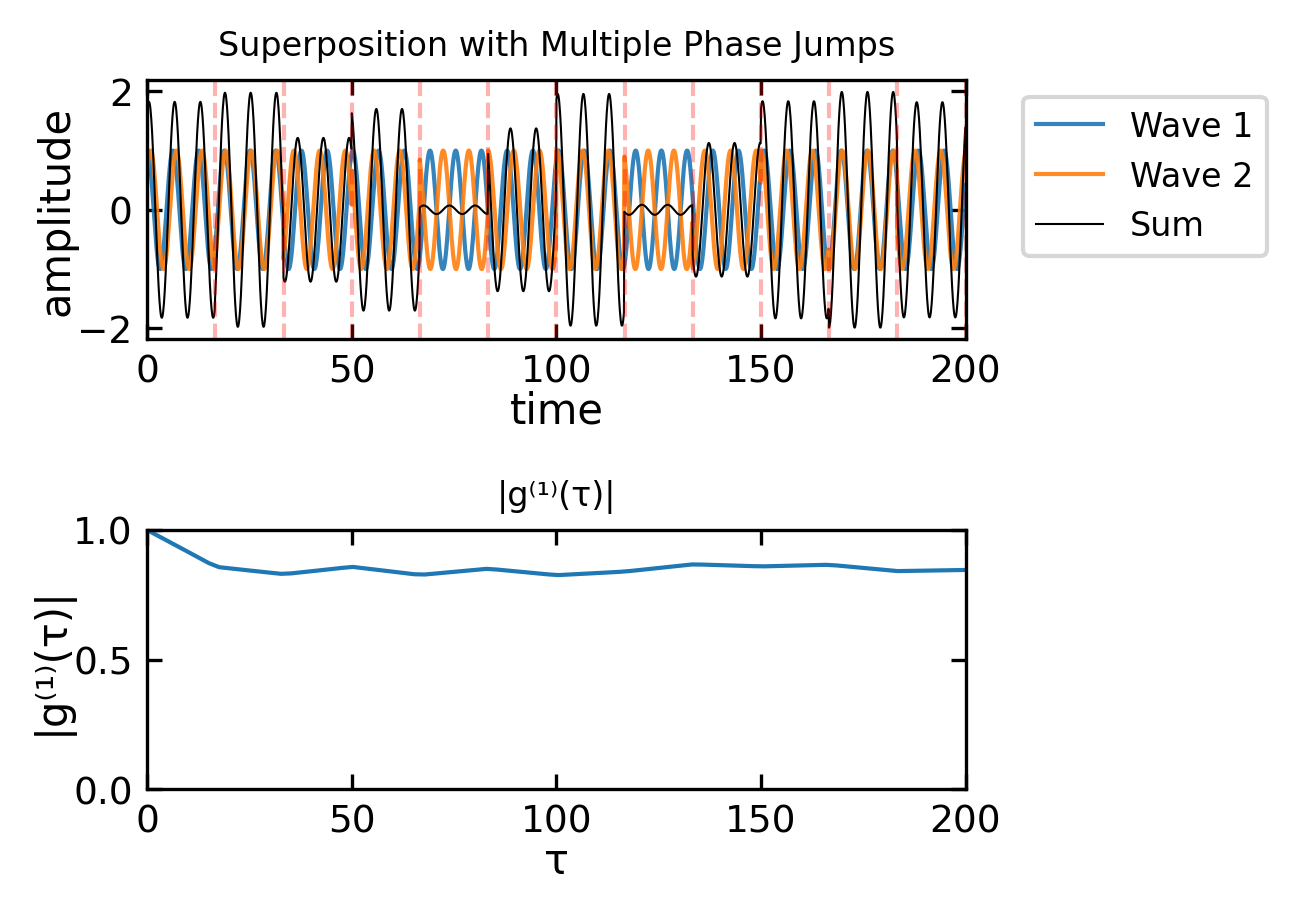 Superposition with Multiple Phase Jumps
2
0
−2
amplitude
0 50 100 150 200
time
Wave 1
Wave 2
Sum
|g⁽¹⁾(τ)|
1.0
0.5
0.0
|g⁽¹⁾(τ)|
0 50 100 150 200
τ